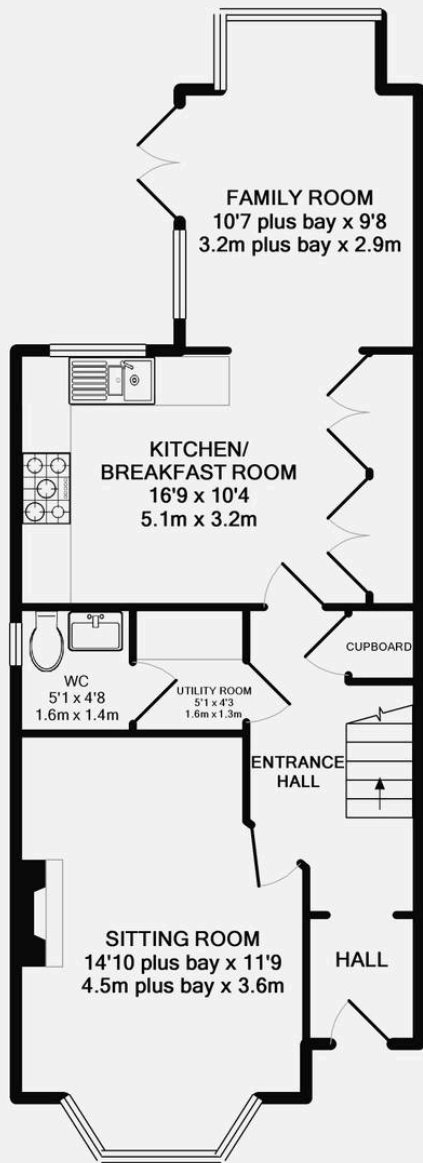 FAMILY ROOM
10'7 plus bay x 9'8
3.2m plus bay x 2.9m
KITCHEN/
BREAKFAST ROOM
16'9 x 10'4
5.1m x 3.2m
CUPBOARD
WC
5'1 x 4'8
1.6m x 1.4m
UTILITY ROOM
5'1 x 4'3
1.6m x 1.3m
ENTRANCE
HALL
SITTING ROOM
14'10 plus bay x 11'9
4.5m plus bay x 3.6m
HALL